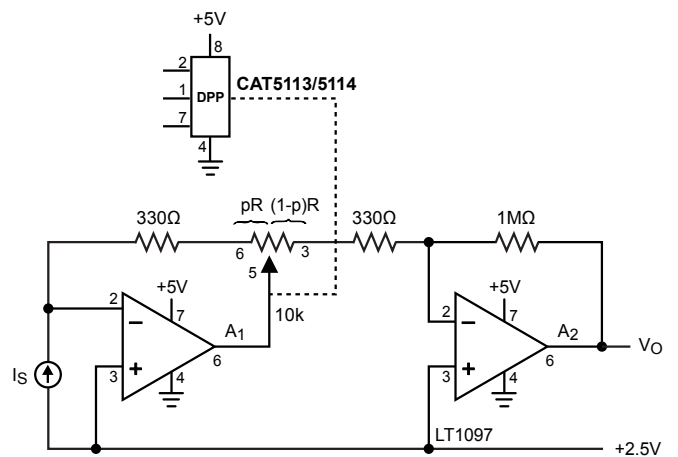 +5V
8
2
CAT5113/5114
1
DPP
7
4
pR (1-p)R
330Ω
330Ω
1MΩ
6
3
5
+5V
+5V
2
7
10k
2
7
A1
A2
6
6
VO
3
4
3
4
IS
LT1097
+2.5V